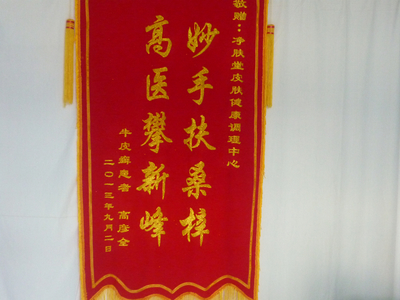 敬赠：净肤堂皮肤健康调理中心
妙手扶桑梓
高医攀新峰
牛皮癣患者 高彦全
二〇一三年九月二日